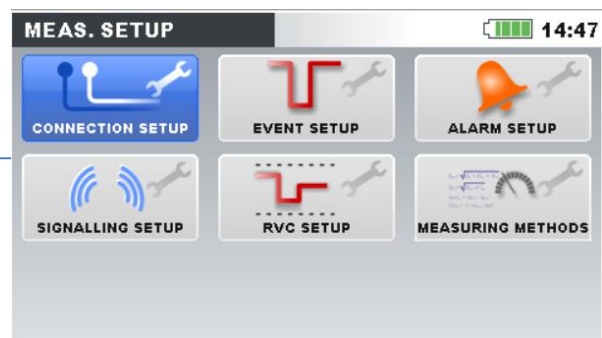 MEAS. SETUP
14:47
CONNECTION SETUP
EVENT SETUP
ALARM SETUP
SIGNALLING SETUP
RVC SETUP
MEASURING METHODS